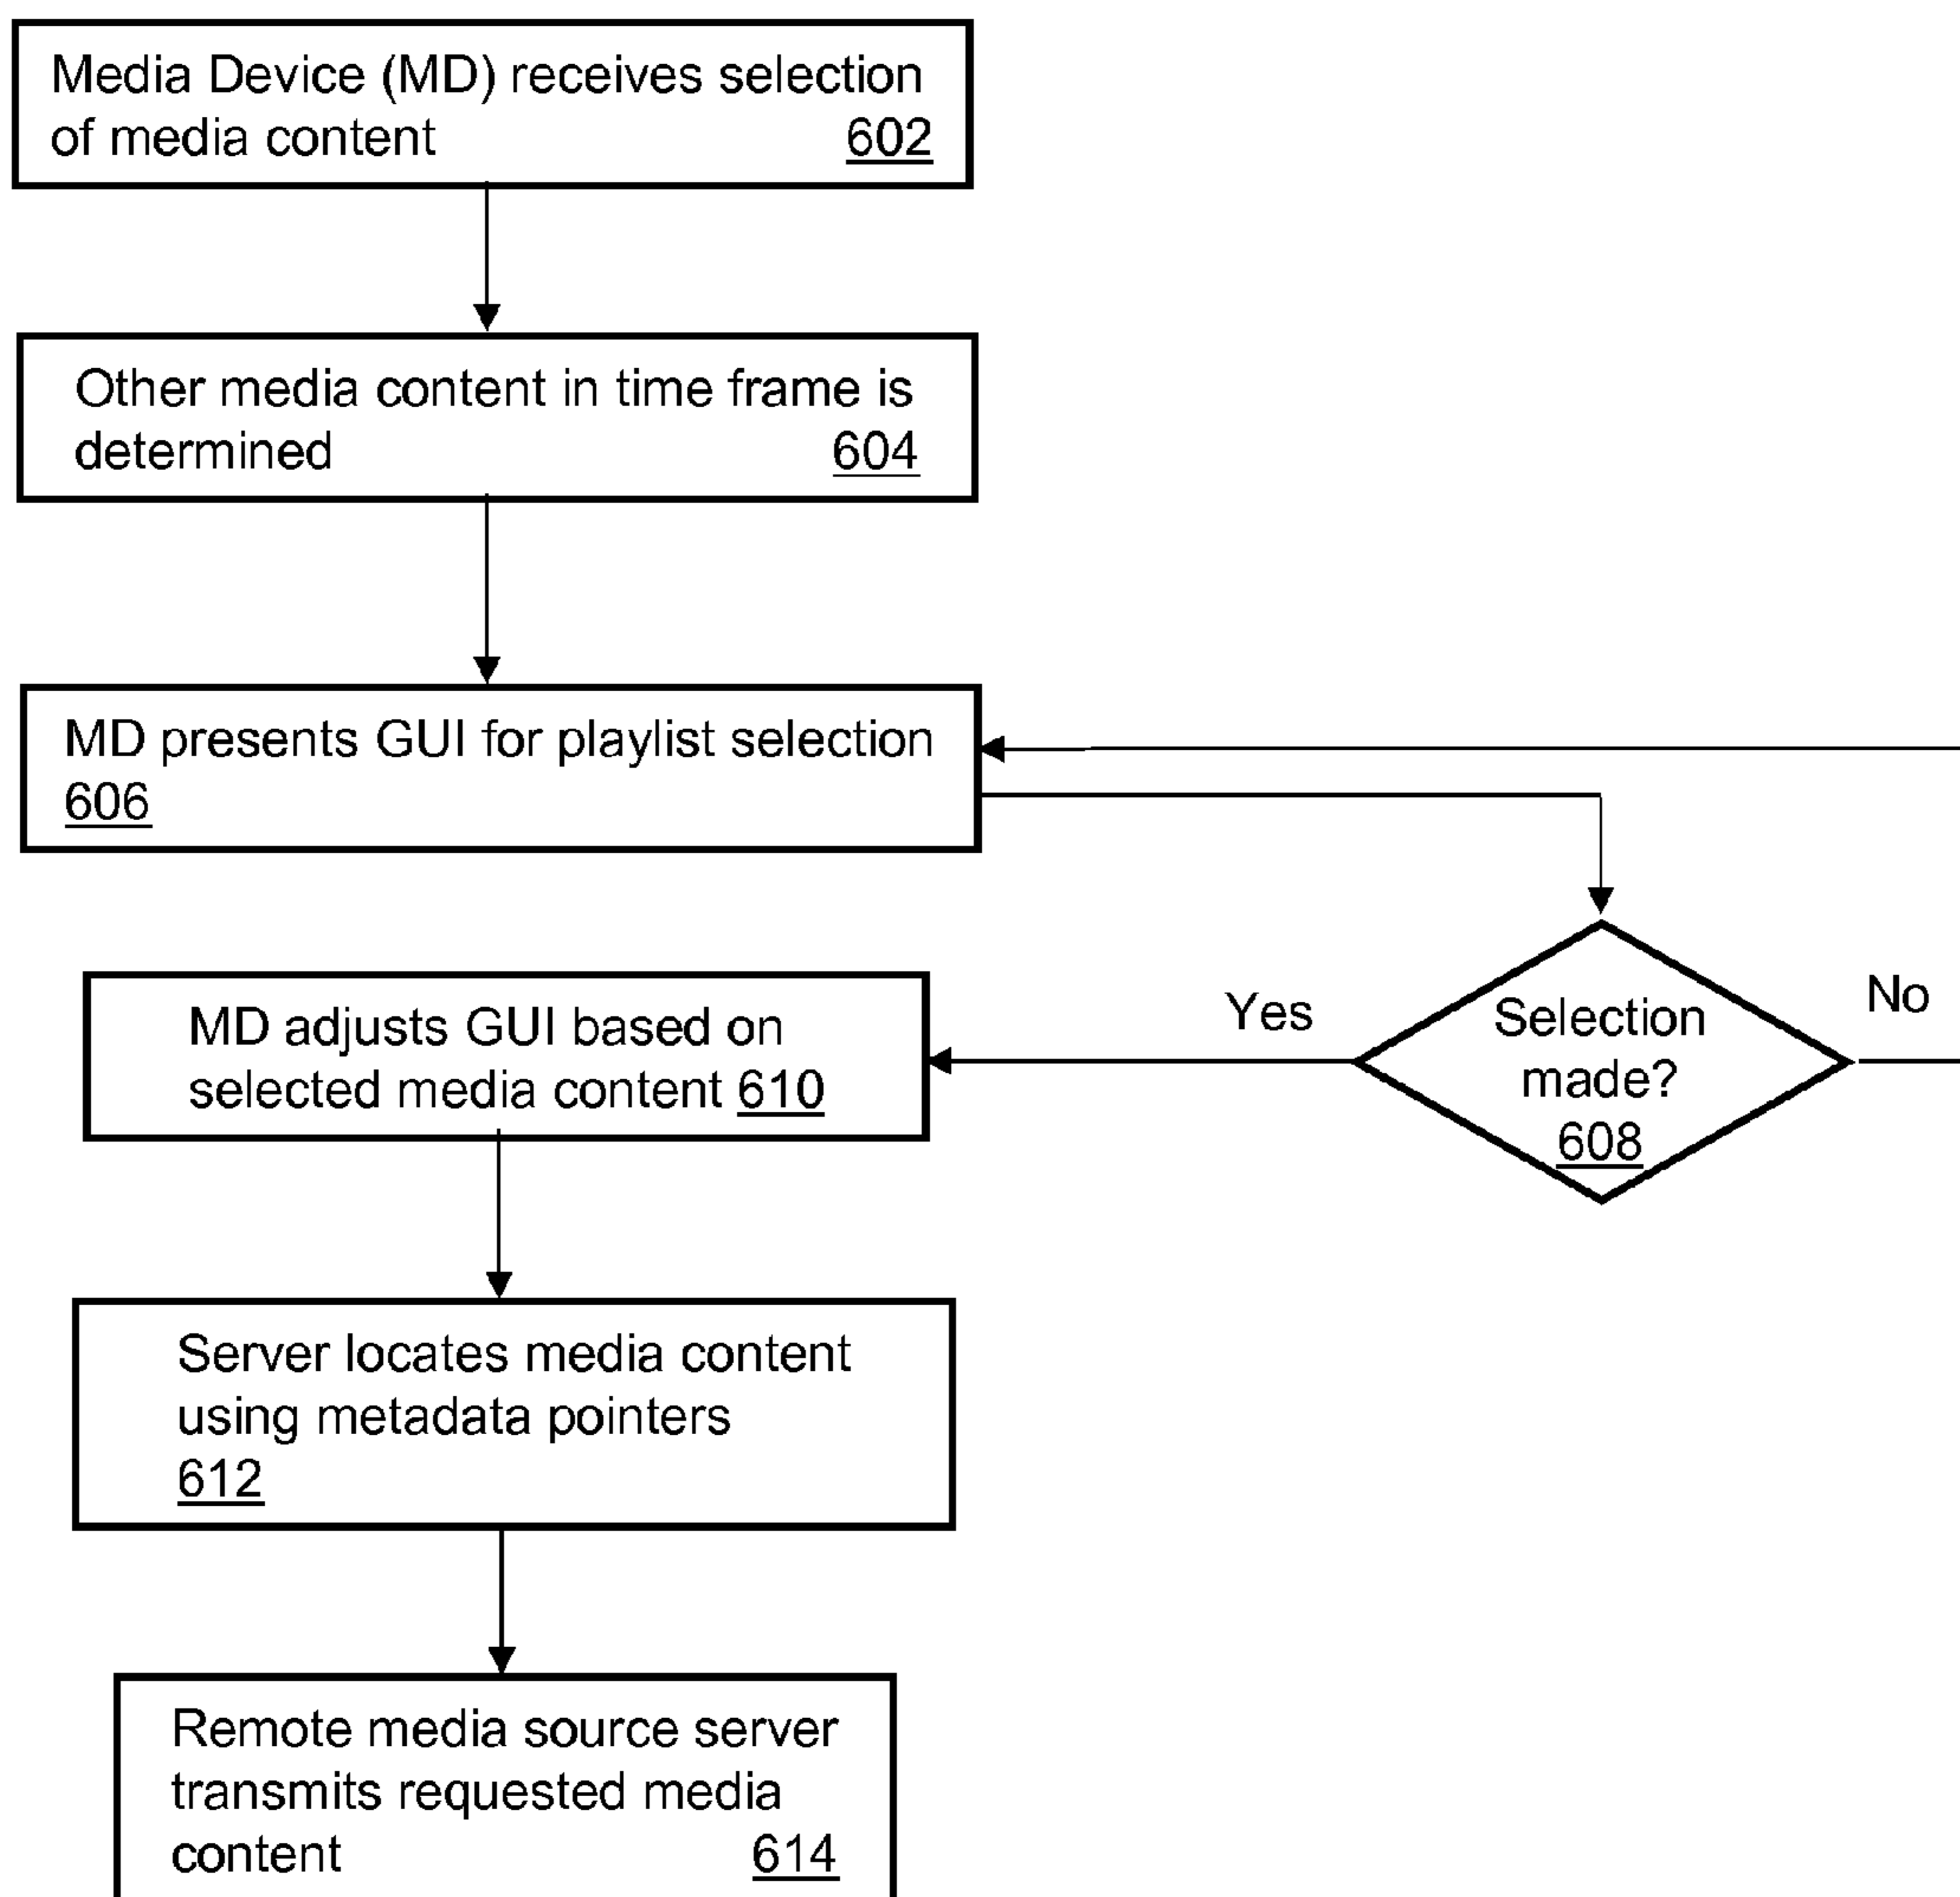 Media Device (MD) receives selection
of media content 602
Other media content in time frame is
determined 604
MD presents GUI for playlist selection
606
Selection
made?
608
Yes
No
MD adjusts GUI based on
selected media content 610
Server locates media content
using metadata pointers
612
Remote media source server
transmits requested media
content 614